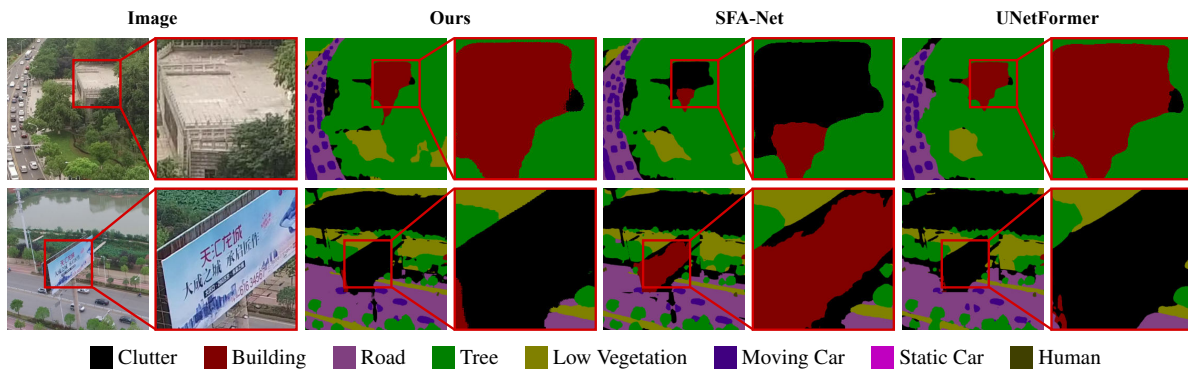 Image Ours SFA-Net UNetFormer
天汇龙城
大成之城
Clutter Building Road Tree Low Vegetation Moving Car Static Car Human